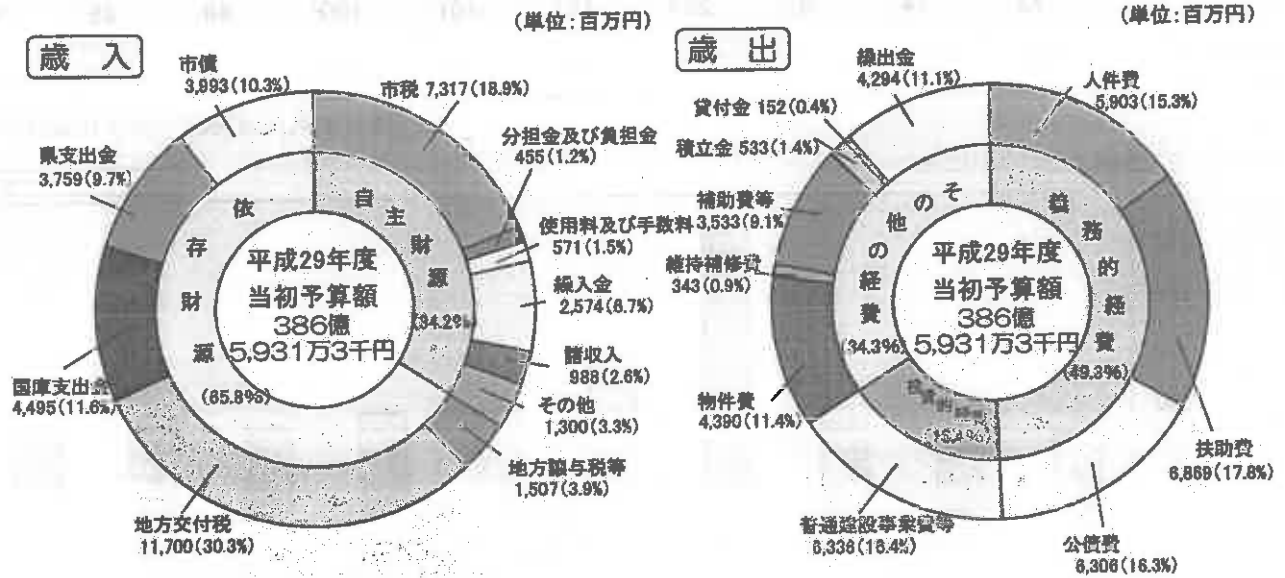 (単位:百万円)
歳入
市債
3,993(10.3%)
市税 7,317(18.9%)
分担金及び負担金
455(1.2%)
使用料及び手数料
571(1.5%)
繰入金
2,574(6.7%)
諸収入
988(2.6%)
その他
1,300(3.3%)
地方譲与税等
1,507(3.9%)
地方交付税
11,700(30.3%)
国庫支出金
4,495(11.6%)
県支出金
3,759(9.7%)
自主財源
(34.2%)
依存財源
(65.8%)
平成29年度
当初予算額
386億
5,931万3千円
(単位:百万円)
歳出
繰出金
4,294(11.1%)
人件費
5,903(15.3%)
扶助費
6,869(17.8%)
公債費
6,306(16.3%)
普通建設事業費等
6,336(16.4%)
物件費
4,390(11.4%)
維持補修費
343(0.9%)
補助費等
3,533(9.1%)
積立金 533(1.4%)
貸付金 152(0.4%)
義務的経費
(49.3%)
投資的経費
16.4%)
その他の経費
(34.3%)
平成29年度
当初予算額
386億
5,931万3千円